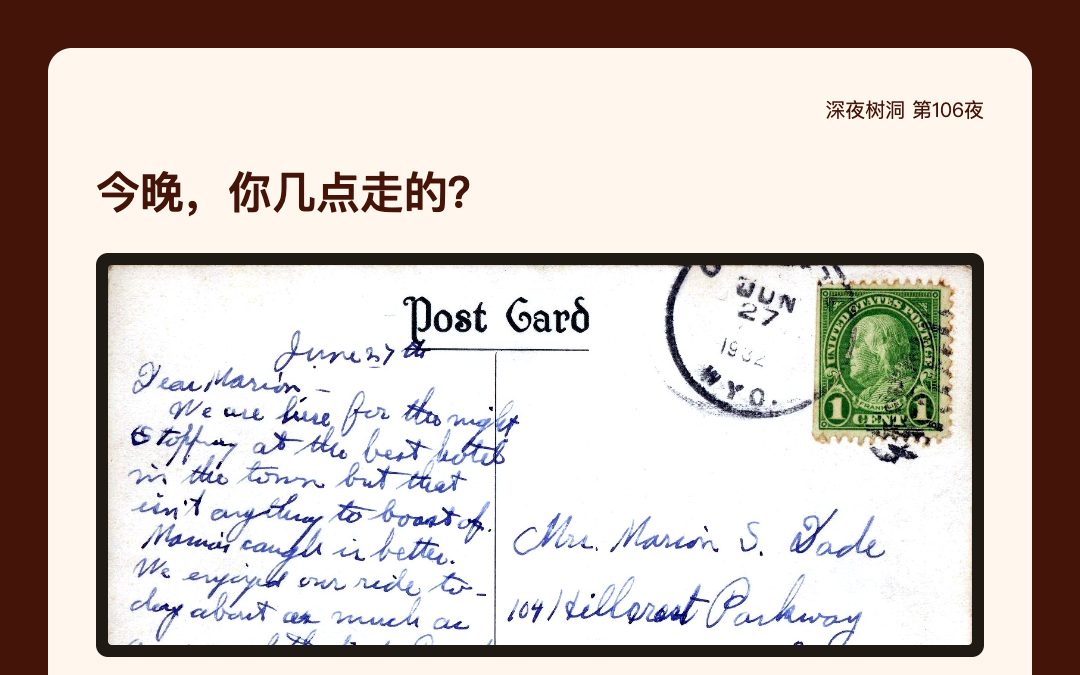 深夜树洞 第106夜
今晚，你几点走的？
Post Card
JUN
27
1932
WYO.
UNITED STATES POSTAGE
FRANKLIN
1 CENT 1
June 27th
Dear Marion –
We are here for the night
stopping at the best hotel
in the town but that
isn't anything to boast of.
Mama's cough is better.
We enjoyed our ride to-
day about as much as
Mrs. Marion S. Dade
104 Hillcrest Parkway